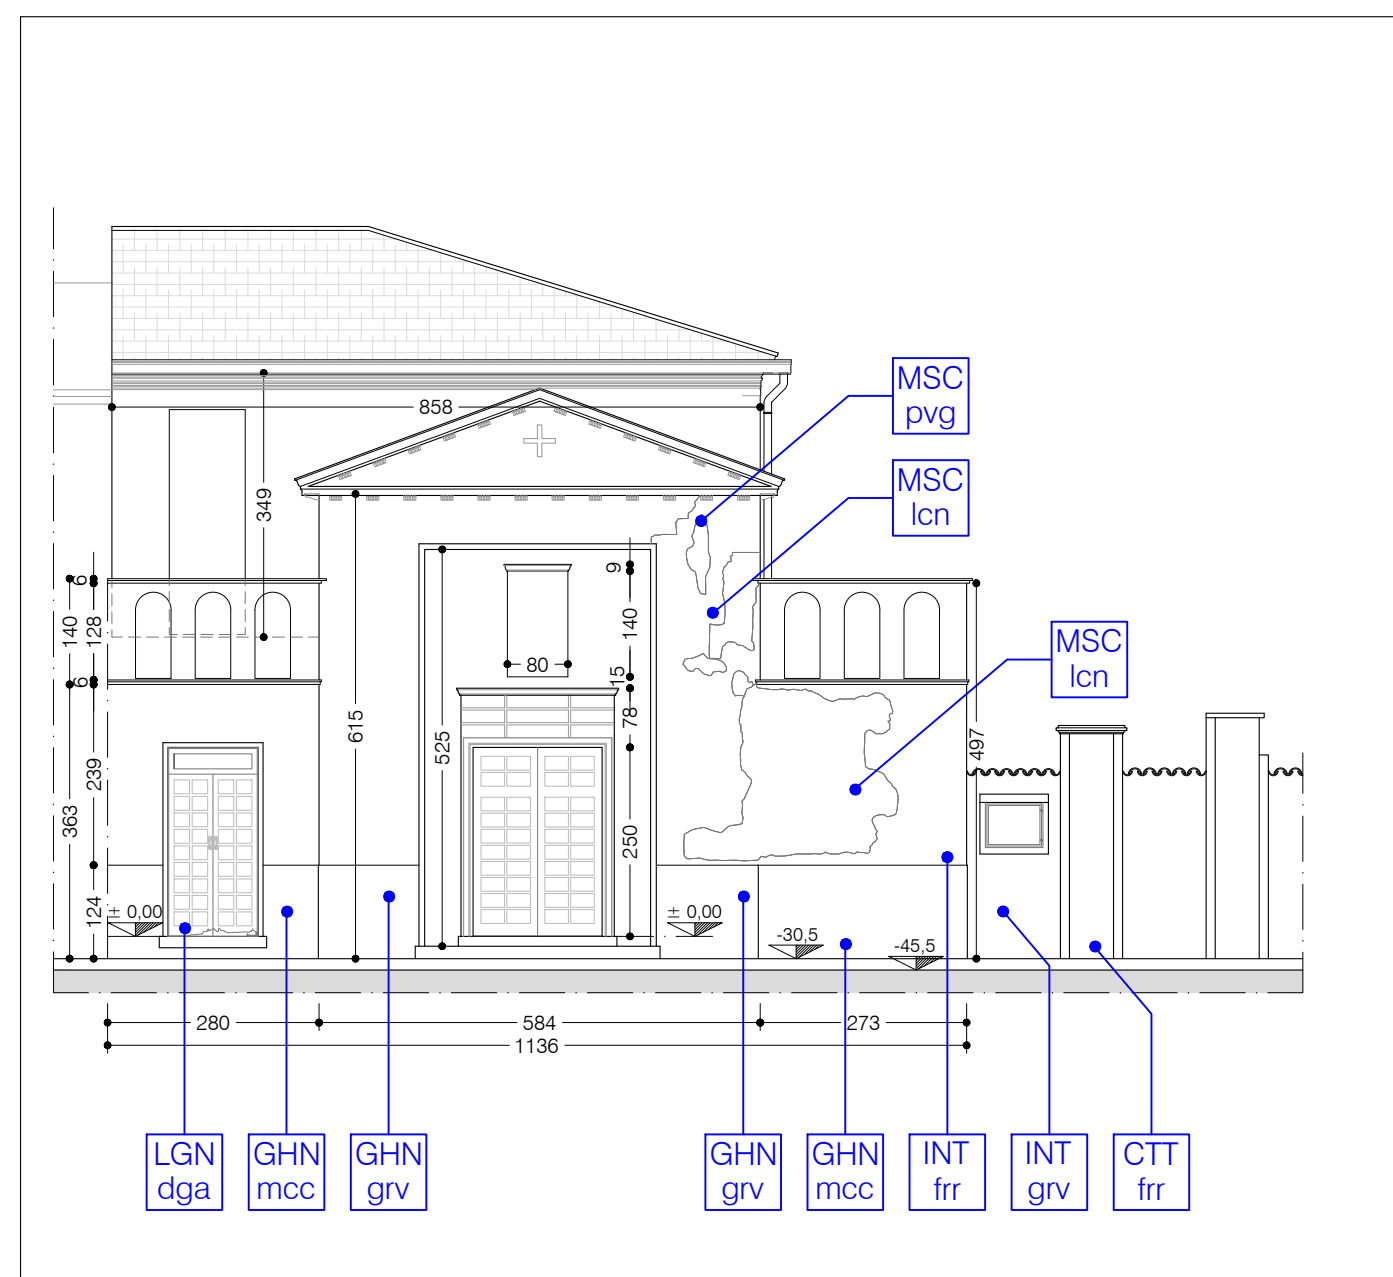 MSC
pvg
858
MSC
lcn
349
9
6
140
128
140
80
MSC
lcn
15
6
78
615
525
497
239
363
250
124
± 0,00
± 0,00
-30,5
-45,5
280
584
273
1136
LGN
dga
GHN
mcc
GHN
grv
GHN
grv
GHN
mcc
INT
frr
INT
grv
CTT
frr